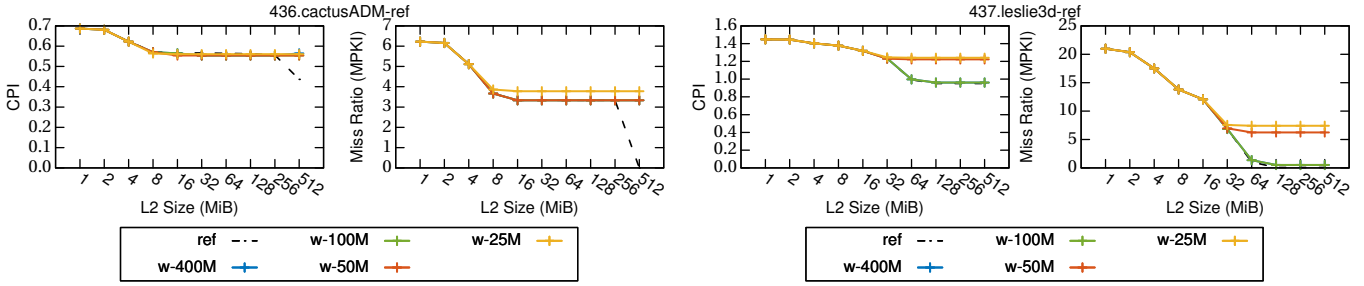 436.cactusADM-ref
CPI
0.7
0.6
0.5
0.4
0.3
0.2
0.1
0.0
1 2 4 8 16 32 64 128 256 512
L2 Size (MiB)
Miss Ratio (MPKI)
7
6
5
4
3
2
1
0
1 2 4 8 16 32 64 128 256 512
L2 Size (MiB)
ref w-100M w-25M
w-400M w-50M
437.leslie3d-ref
CPI
1.6
1.4
1.2
1.0
0.8
0.6
0.4
0.2
0.0
1 2 4 8 16 32 64 128 256 512
L2 Size (MiB)
Miss Ratio (MPKI)
25
20
15
10
5
0
1 2 4 8 16 32 64 128 256 512
L2 Size (MiB)
ref w-100M w-25M
w-400M w-50M